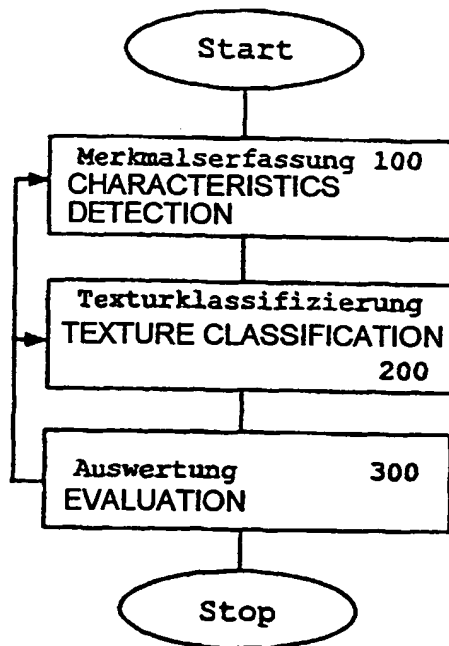 Start
Merkmalserfassung 100
CHARACTERISTICS
DETECTION
Texturklassifizierung
TEXTURE CLASSIFICATION
200
Auswertung 300
EVALUATION
Stop